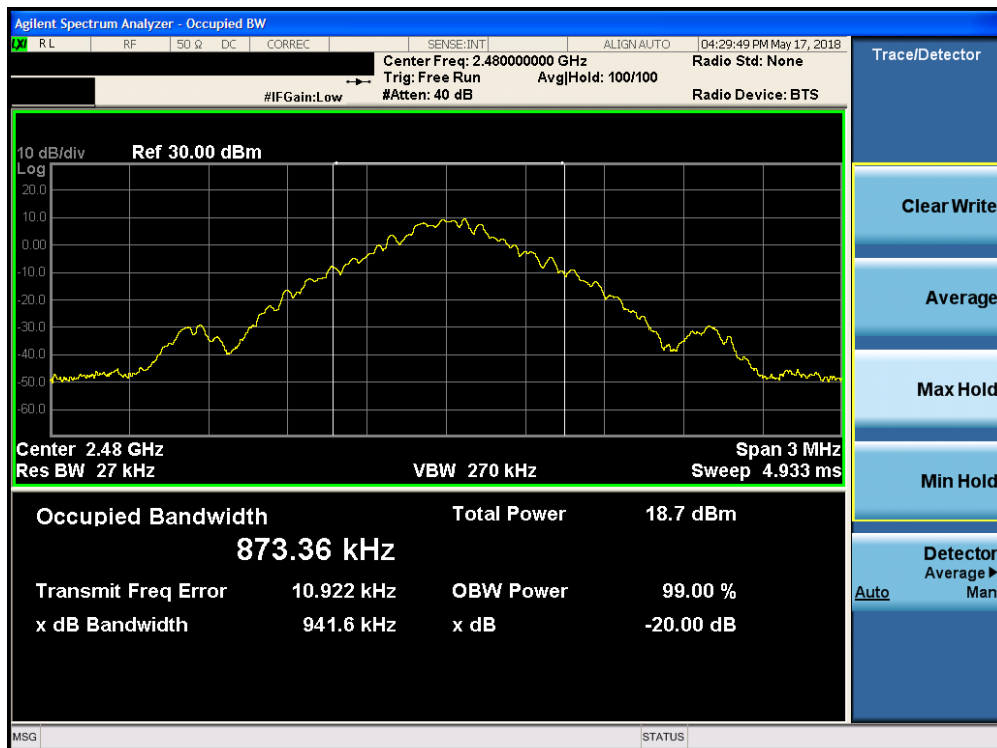 Agilent Spectrum Analyzer - Occupied BW
LXI RL RF 50 Ω DC CORREC SENSE:INT ALIGN AUTO 04:29:49 PM May 17, 2018
Center Freq: 2.480000000 GHz Radio Std: None
Trig: Free Run Avg|Hold: 100/100
#IFGain:Low #Atten: 40 dB Radio Device: BTS
Trace/Detector
10 dB/div Ref 30.00 dBm
Log
20.0
10.0
0.00
-10.0
-20.0
-30.0
-40.0
-50.0
-60.0
Center 2.48 GHz Span 3 MHz
Res BW 27 kHz VBW 270 kHz Sweep 4.933 ms
Occupied Bandwidth Total Power 18.7 dBm
873.36 kHz
Transmit Freq Error 10.922 kHz OBW Power 99.00 %
x dB Bandwidth 941.6 kHz x dB -20.00 dB
Clear Write
Average
Max Hold
Min Hold
Detector
Average
Auto Man
MSG STATUS